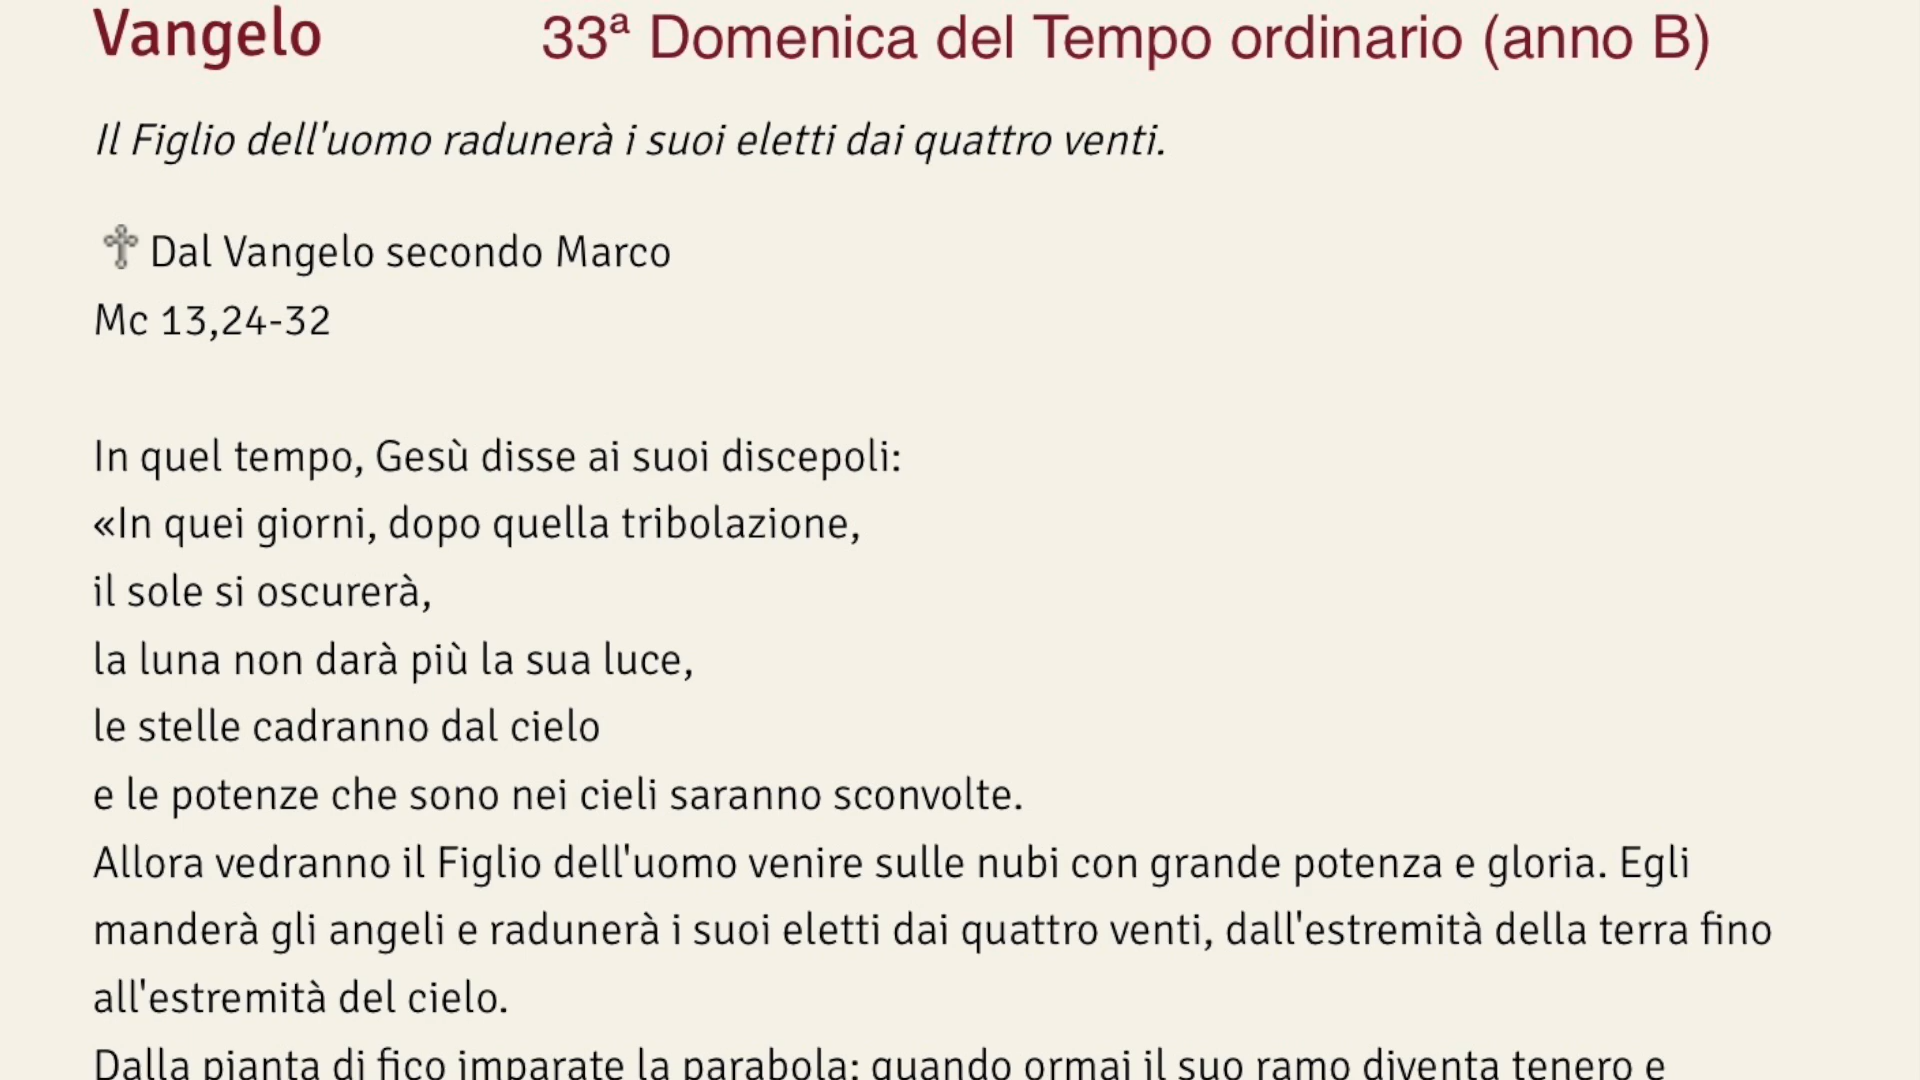 Vangelo 33ª Domenica del Tempo ordinario (anno B)
Il Figlio dell'uomo radunerà i suoi eletti dai quattro venti.
Dal Vangelo secondo Marco
Mc 13,24-32
In quel tempo, Gesù disse ai suoi discepoli:
«In quei giorni, dopo quella tribolazione,
il sole si oscurerà,
la luna non darà più la sua luce,
le stelle cadranno dal cielo
e le potenze che sono nei cieli saranno sconvolte.
Allora vedranno il Figlio dell'uomo venire sulle nubi con grande potenza e gloria. Egli
manderà gli angeli e radunerà i suoi eletti dai quattro venti, dall'estremità della terra fino
all'estremità del cielo.
Dalla pianta di fico imparate la parabola: quando ormai il suo ramo diventa tenero e